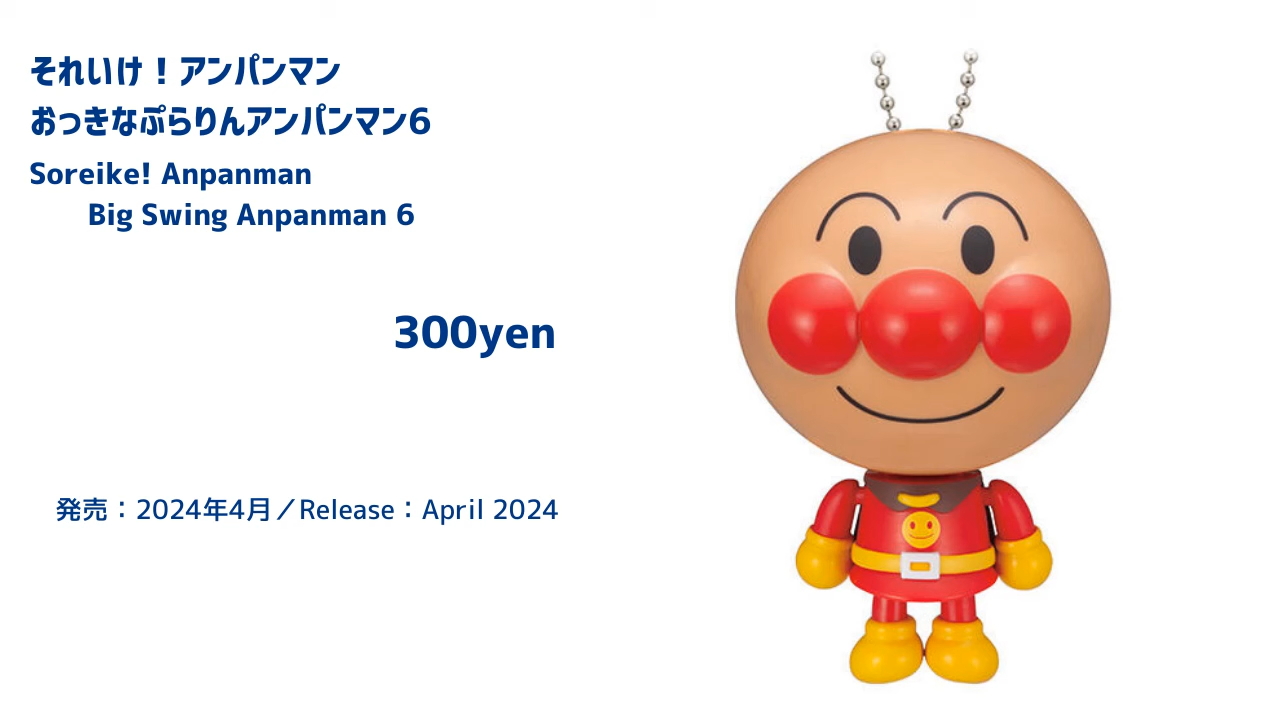 それいけ！アンパンマン
おっきなぷらりんアンパンマン6
Soreike! Anpanman
Big Swing Anpanman 6
300yen
発売：2024年4月／Release：April 2024